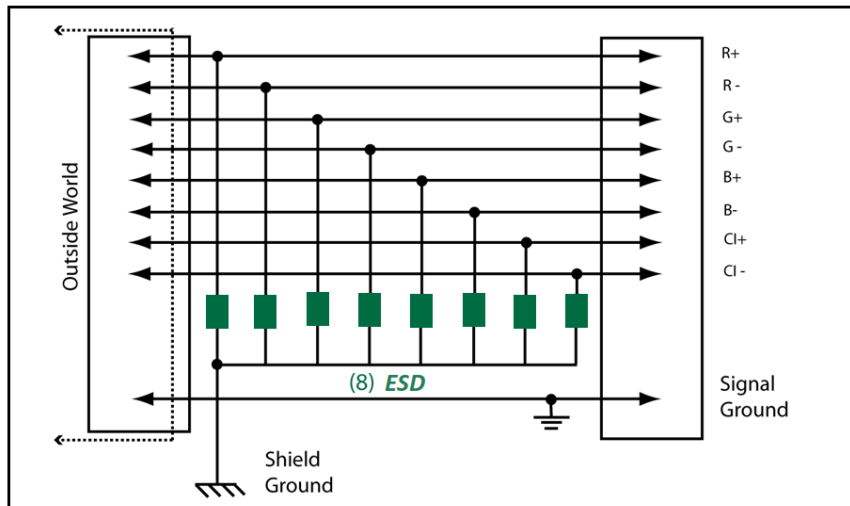 R+
R -
G+
G -
B+
B-
Cl+
Cl -
Outside World
(8) ESD
Signal
Ground
Shield
Ground